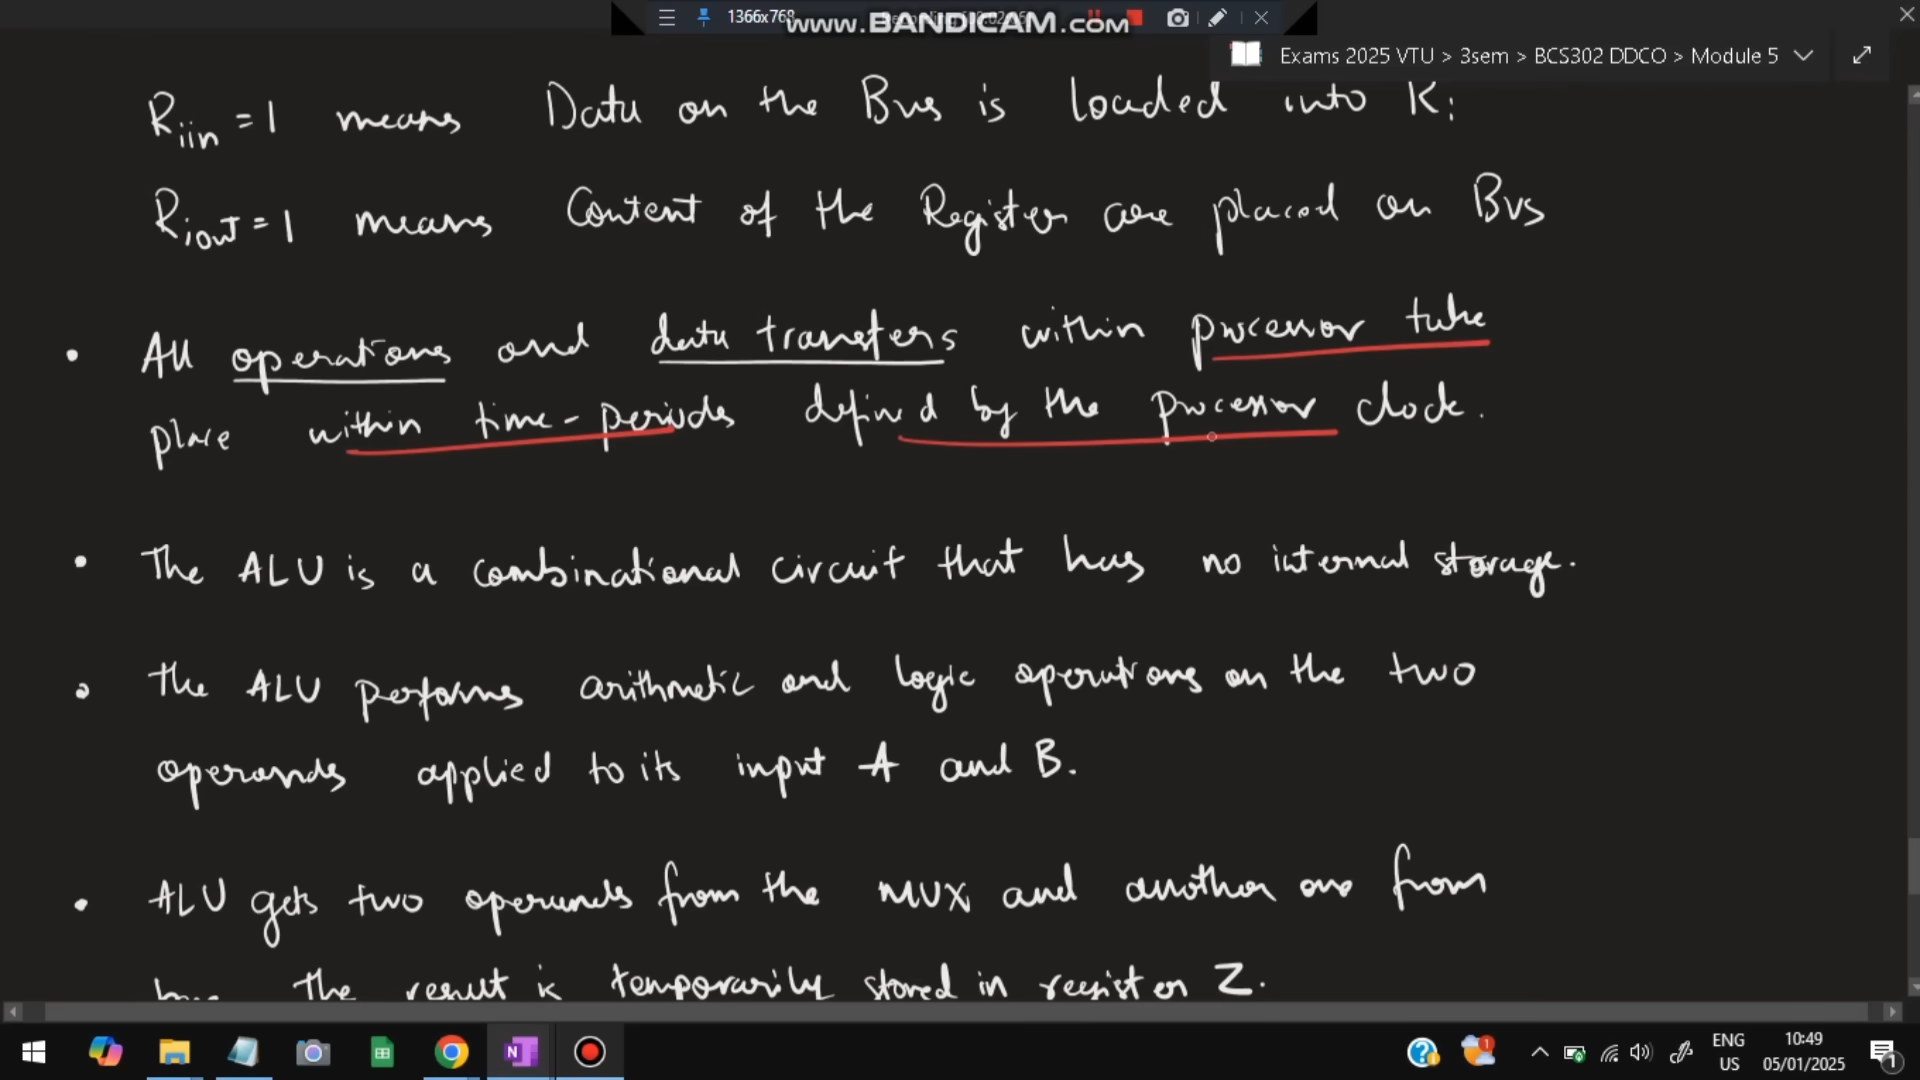 1366x768
www.BANDICAM.com
Exams 2025 VTU > 3sem > BCS302 DDCO > Module 5
Riin = 1 means Data on the Bus is loaded into Ri
Riout = 1 means Content of the Register are placed on Bus
• All operations and data transfers within processor take
place within time-periods defined by the processor clock.
• The ALU is a combinational circuit that has no internal storage.
• The ALU performs arithmetic and logic operations on the two
operands applied to its input A and B.
• ALU gets two operands from the MUX and another one from
The result is temporarily stored in register Z.
ENG
US
10:49
05/01/2025